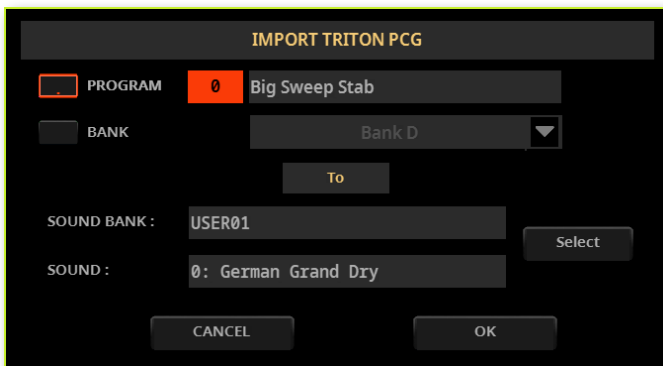 IMPORT TRITON PCG
PROGRAM 0 Big Sweep Stab
BANK Bank D
To
SOUND BANK : USER01
Select
SOUND : 0: German Grand Dry
CANCEL OK